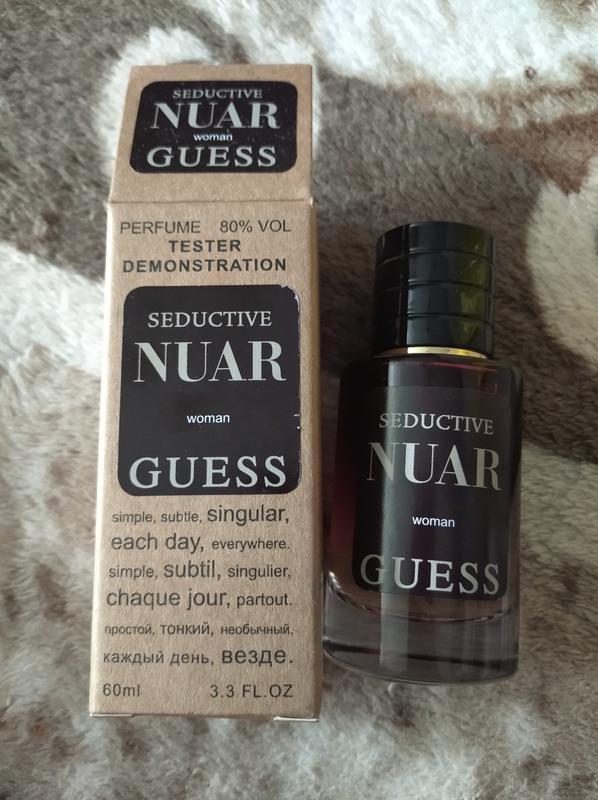 SEDUCTIVE
NUAR
woman
GUESS
PERFUME 80% VOL
TESTER
DEMONSTRATION
SEDUCTIVE
NUAR
woman
GUESS
simple, subtle, singular,
each day, everywhere.
simple, subtil, singulier,
chaque jour, partout.
простой, тонкий, необычный,
каждый день, везде.
60ml 3.3 FL.OZ
SEDUCTIVE
NUAR
woman
GUESS